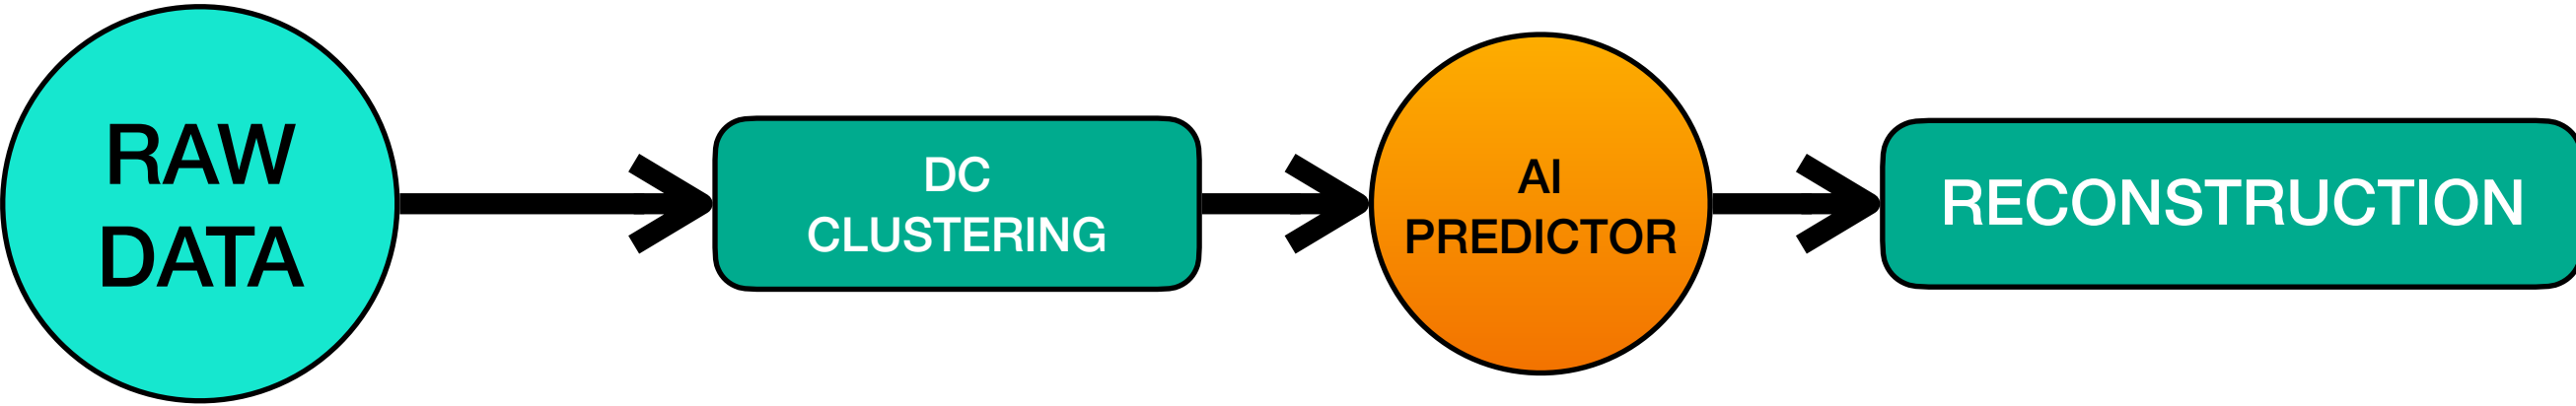 RAW
DATA
DC
CLUSTERING
AI
PREDICTOR
RECONSTRUCTION